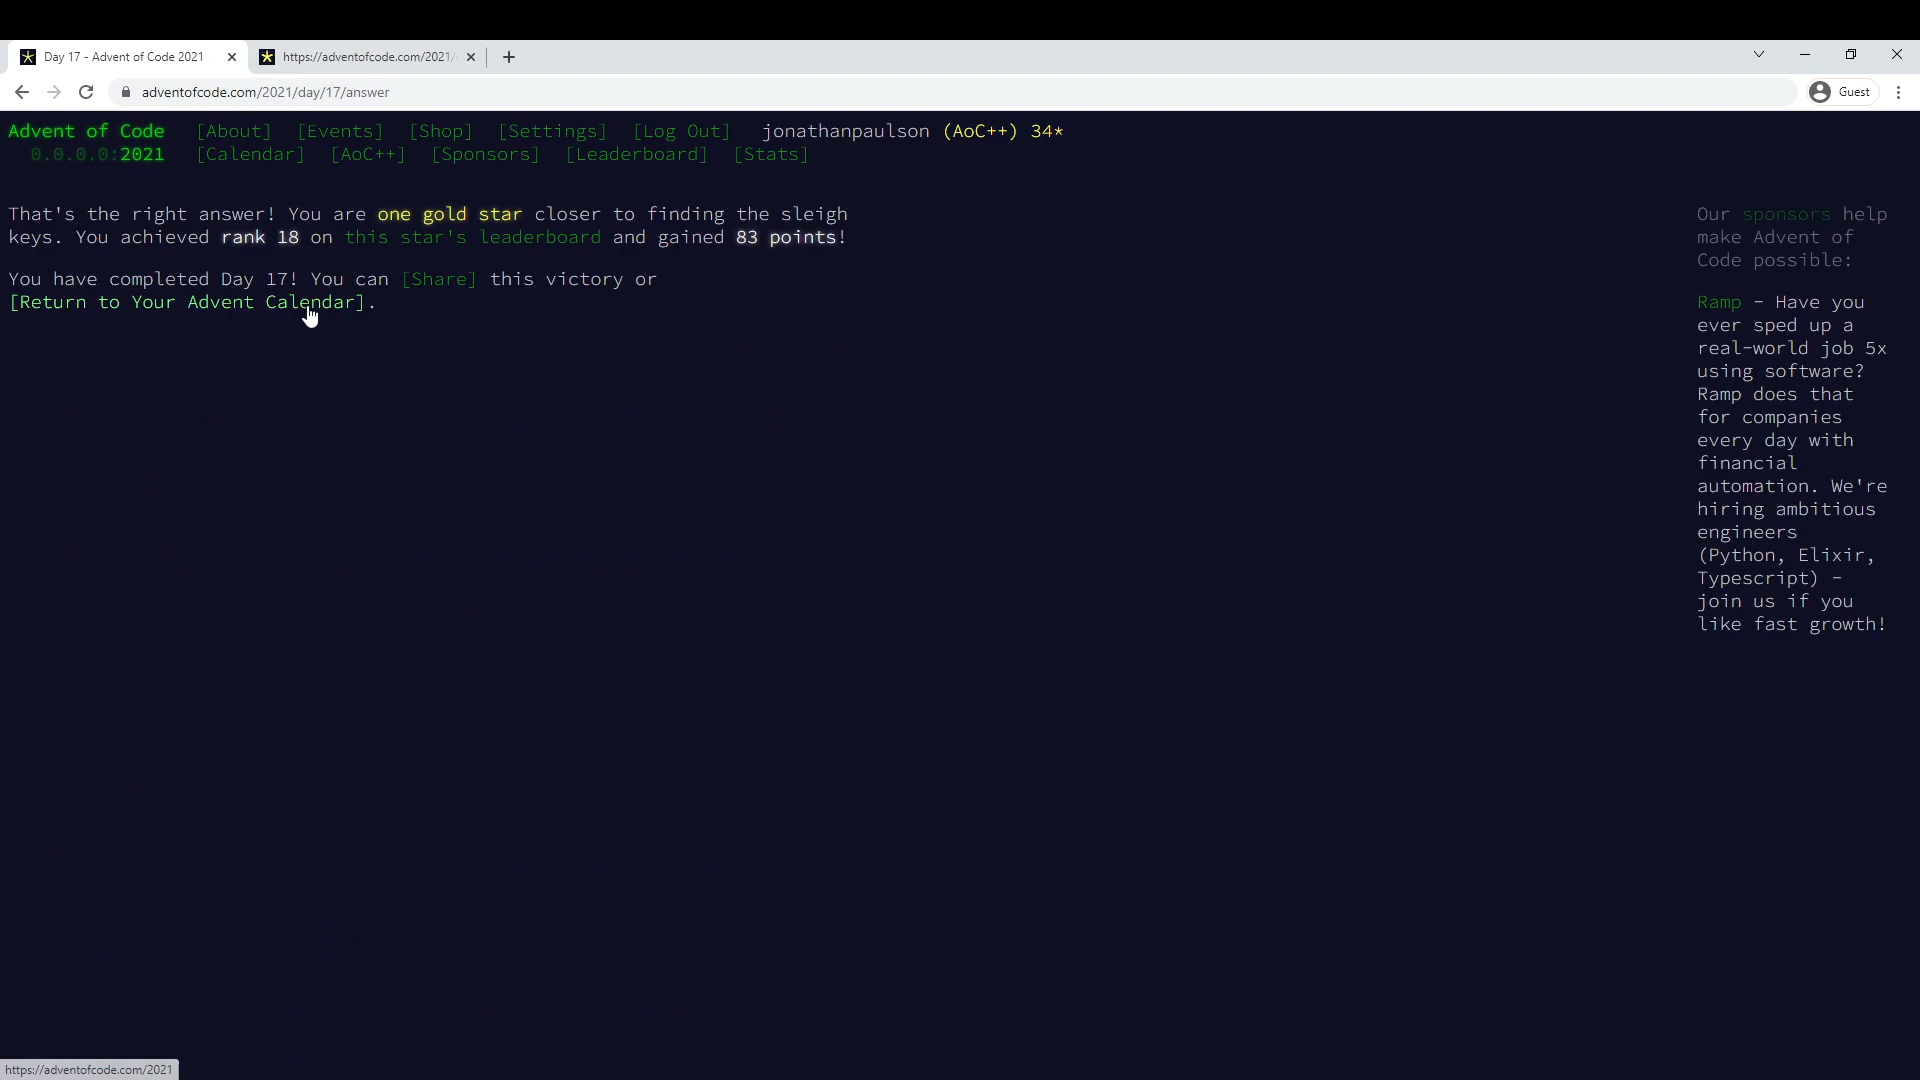 Day 17 - Advent of Code 2021
https://adventofcode.com/2021/
adventofcode.com/2021/day/17/answer
Guest
Advent of Code [About] [Events] [Shop] [Settings] [Log Out] jonathanpaulson (AoC++) 34*
0.0.0.0:2021 [Calendar] [AoC++] [Sponsors] [Leaderboard] [Stats]
That's the right answer! You are one gold star closer to finding the sleigh
keys. You achieved rank 18 on this star's leaderboard and gained 83 points!
You have completed Day 17! You can [Share] this victory or
[Return to Your Advent Calendar].
Our sponsors help
make Advent of
Code possible:
Ramp - Have you
ever sped up a
real-world job 5x
using software?
Ramp does that
for companies
every day with
financial
automation. We're
hiring ambitious
engineers
(Python, Elixir,
Typescript) -
join us if you
like fast growth!
https://adventofcode.com/2021